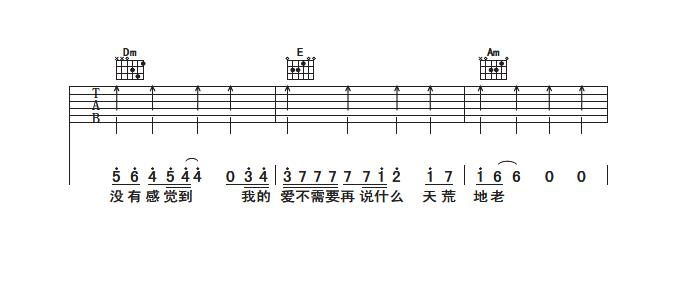 Dm E Am
T
A
B
5 6 4 5 4 4 0 3 4 3 7 7 7 7 7 1 2 1 7 1 6 6 0 0
没有感觉到 我的 爱不需要再说什么 天荒 地老